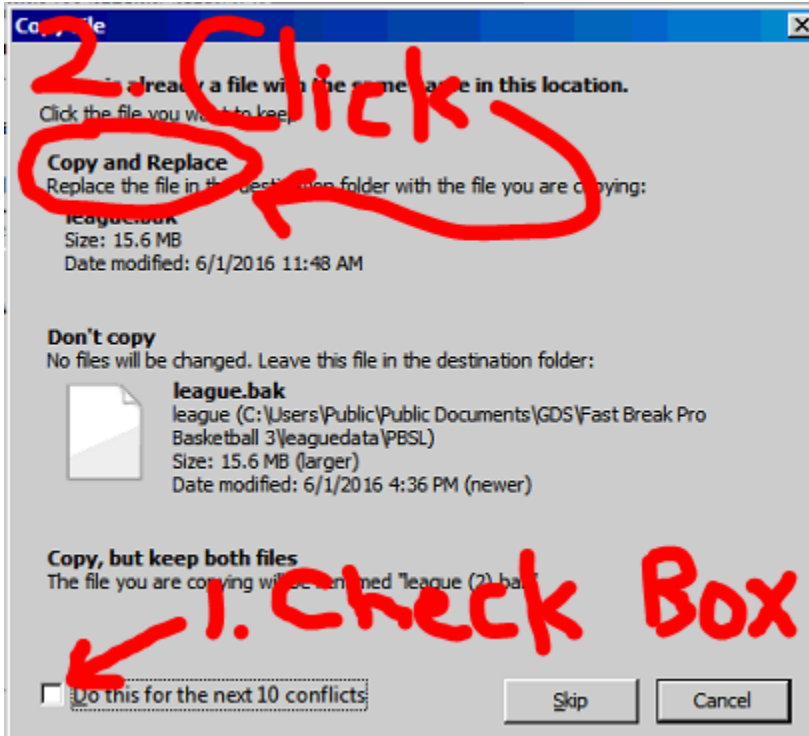 Copy File
2. Click
is already a file with the same name in this location.
Click the file you want to keep
Copy and Replace
Replace the file in the destination folder with the file you are copying:
league.bak
Size: 15.6 MB
Date modified: 6/1/2016 11:48 AM
Don't copy
No files will be changed. Leave this file in the destination folder:
league.bak
league (C:\Users\Public\Public Documents\GDS\Fast Break Pro
Basketball 3\leaguedata\PBSL)
Size: 15.6 MB (larger)
Date modified: 6/1/2016 4:36 PM (newer)
Copy, but keep both files
The file you are copying will be renamed "league (2).bak"
1. Check Box
Do this for the next 10 conflicts
Skip
Cancel